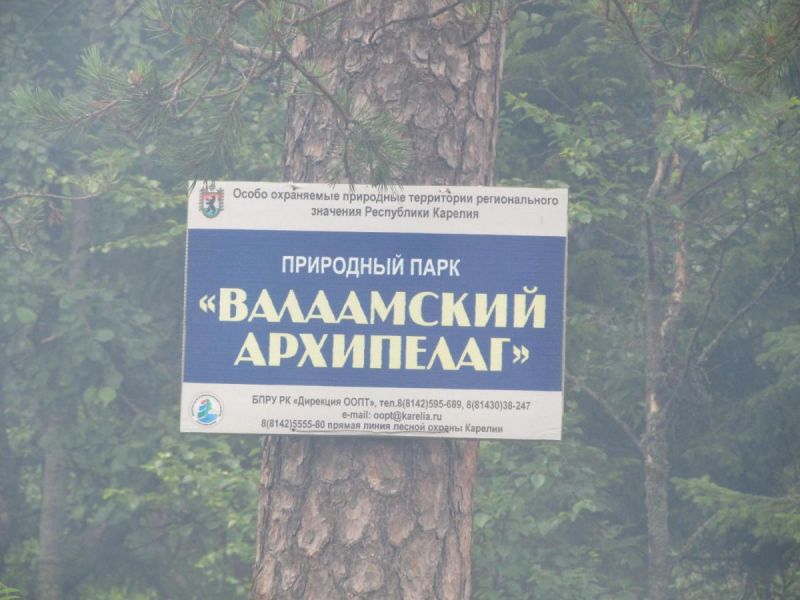 Особо охраняемые природные территории регионального
значения Республики Карелия
ПРИРОДНЫЙ ПАРК
«ВАЛААМСКИЙ
АРХИПЕЛАГ»
БПРУ РК «Дирекция ООПТ», тел.8(8142)595-689, 8(81430)38-247
e-mail: oopt@karelia.ru
8(8142)5555-80 прямая линия лесной охраны Карелии